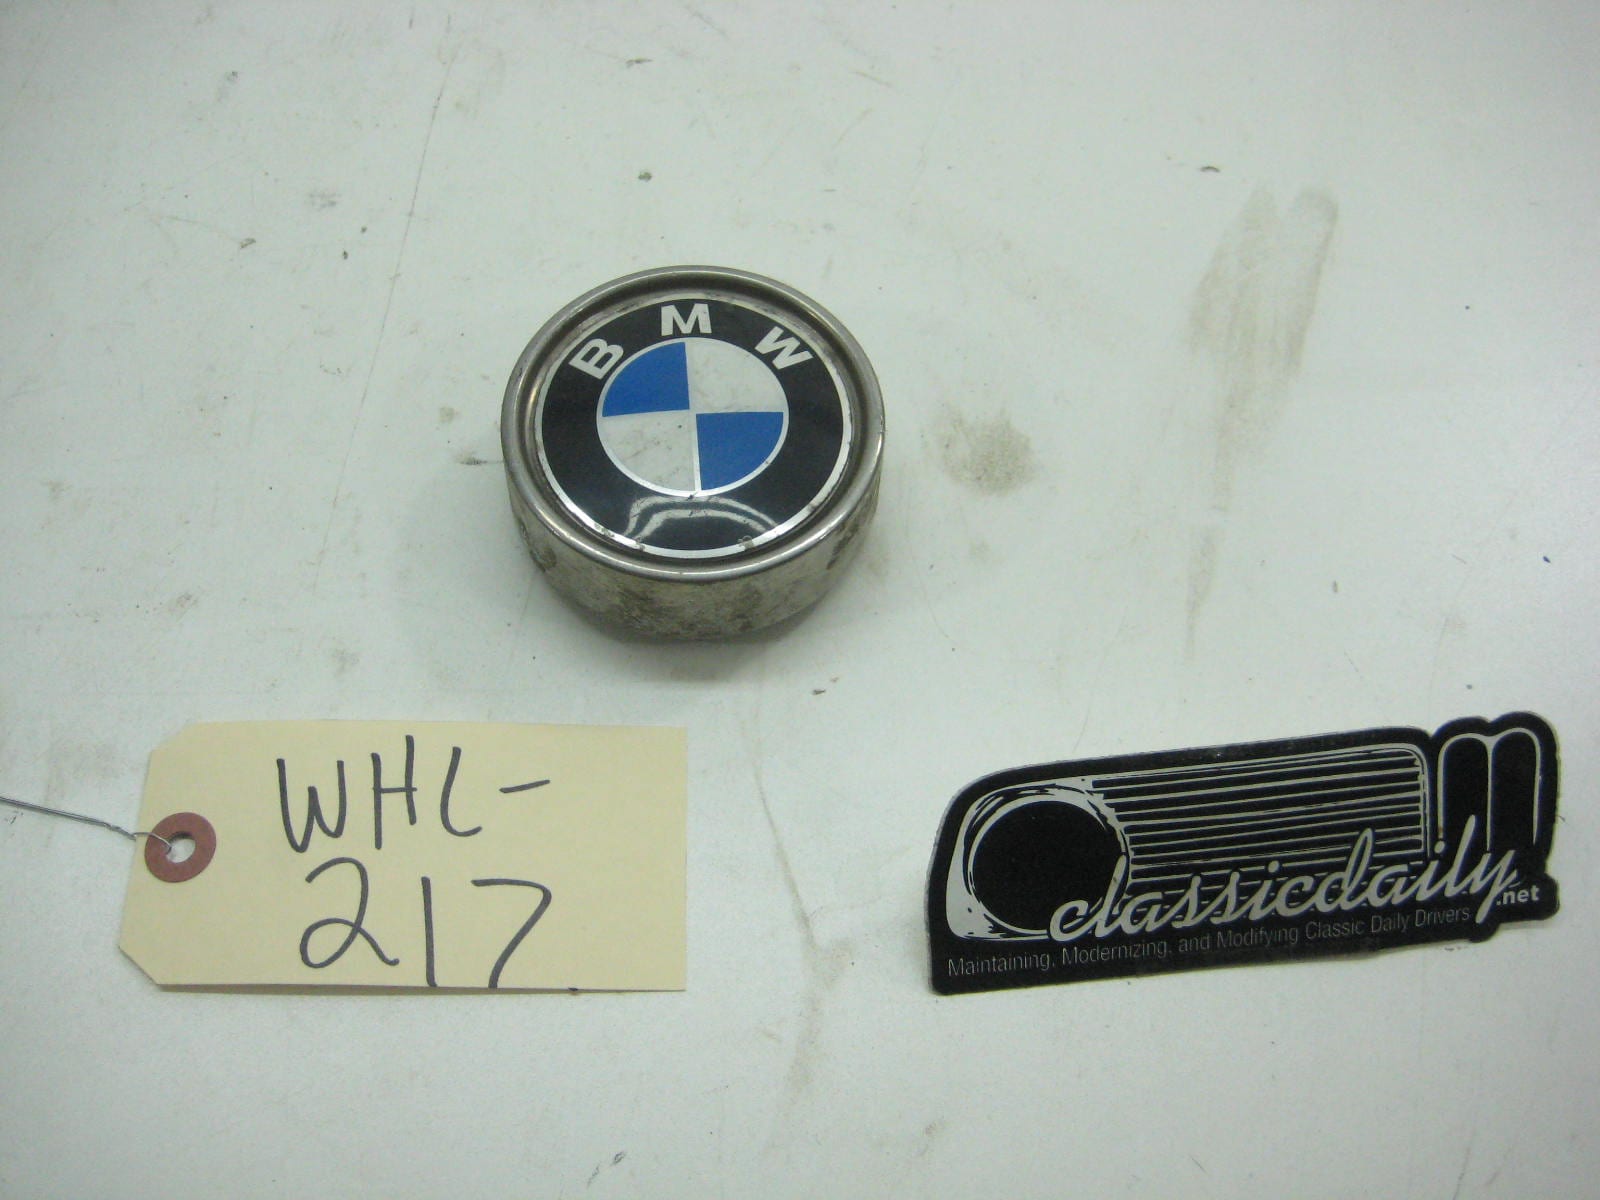 BMW
WHL-
217
classicdaily.net
Maintaining, Modernizing, and Modifying Classic Daily Drivers